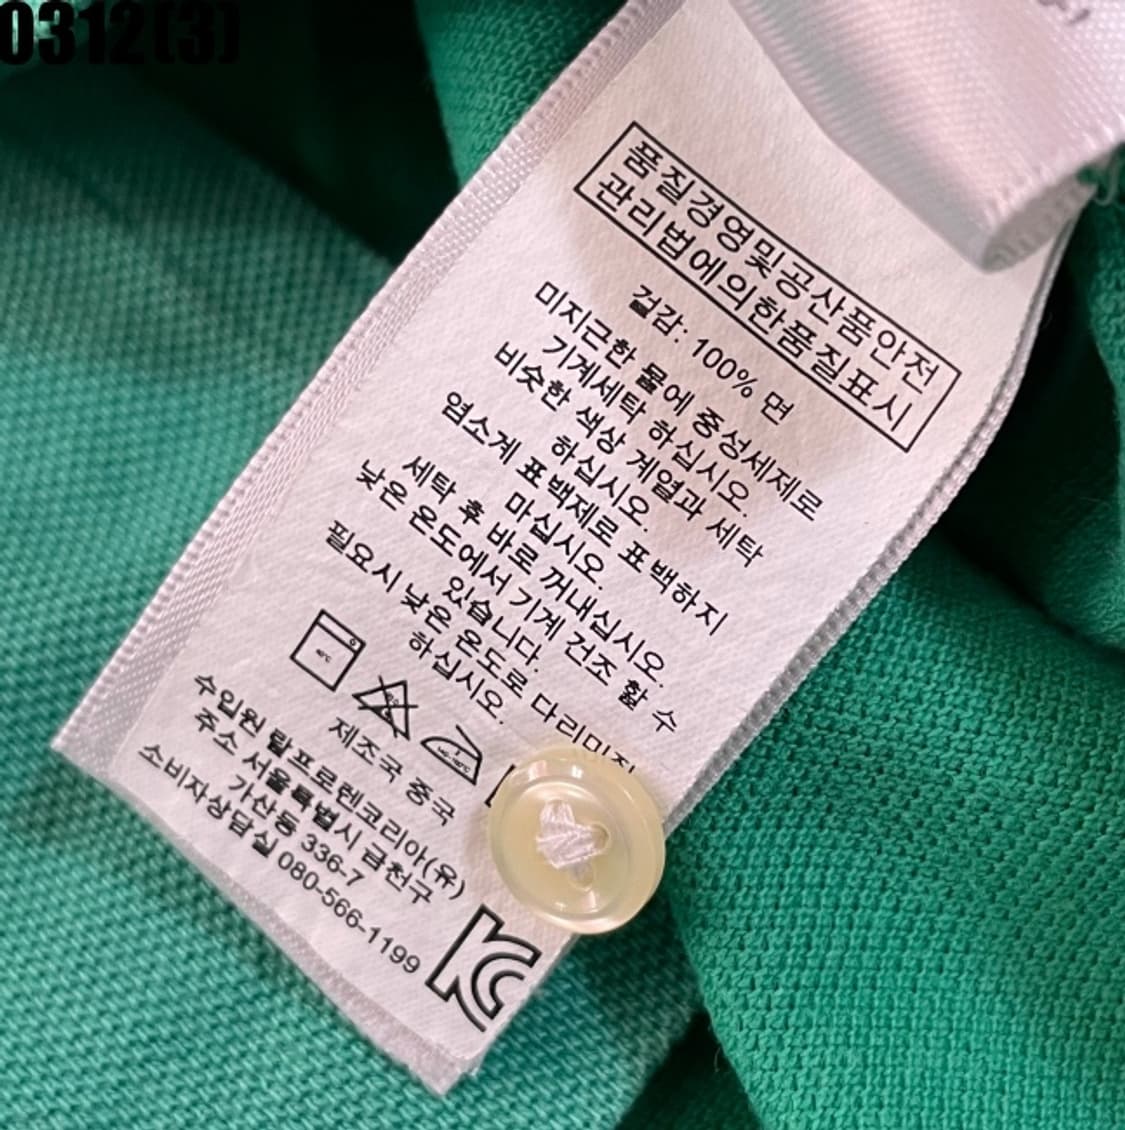 0312(3)
품질경영및공산품안전
관리법에의한품질표시
겉감: 100% 면
미지근한 물에 중성세제로
기계세탁 하십시오.
비슷한 색상 계열과 세탁
하십시오.
염소계 표백제로 표백하지
마십시오.
세탁 후 바로 꺼내십시오.
낮은 온도에서 기계 건조 할 수
있습니다.
필요시 낮은 온도로 다리미질
하십시오.
40℃
제조국 중국
수입원 랄프로렌코리아(유)
주소 서울특별시 금천구
가산동 336-7
소비자상담실 080-566-1199
KC